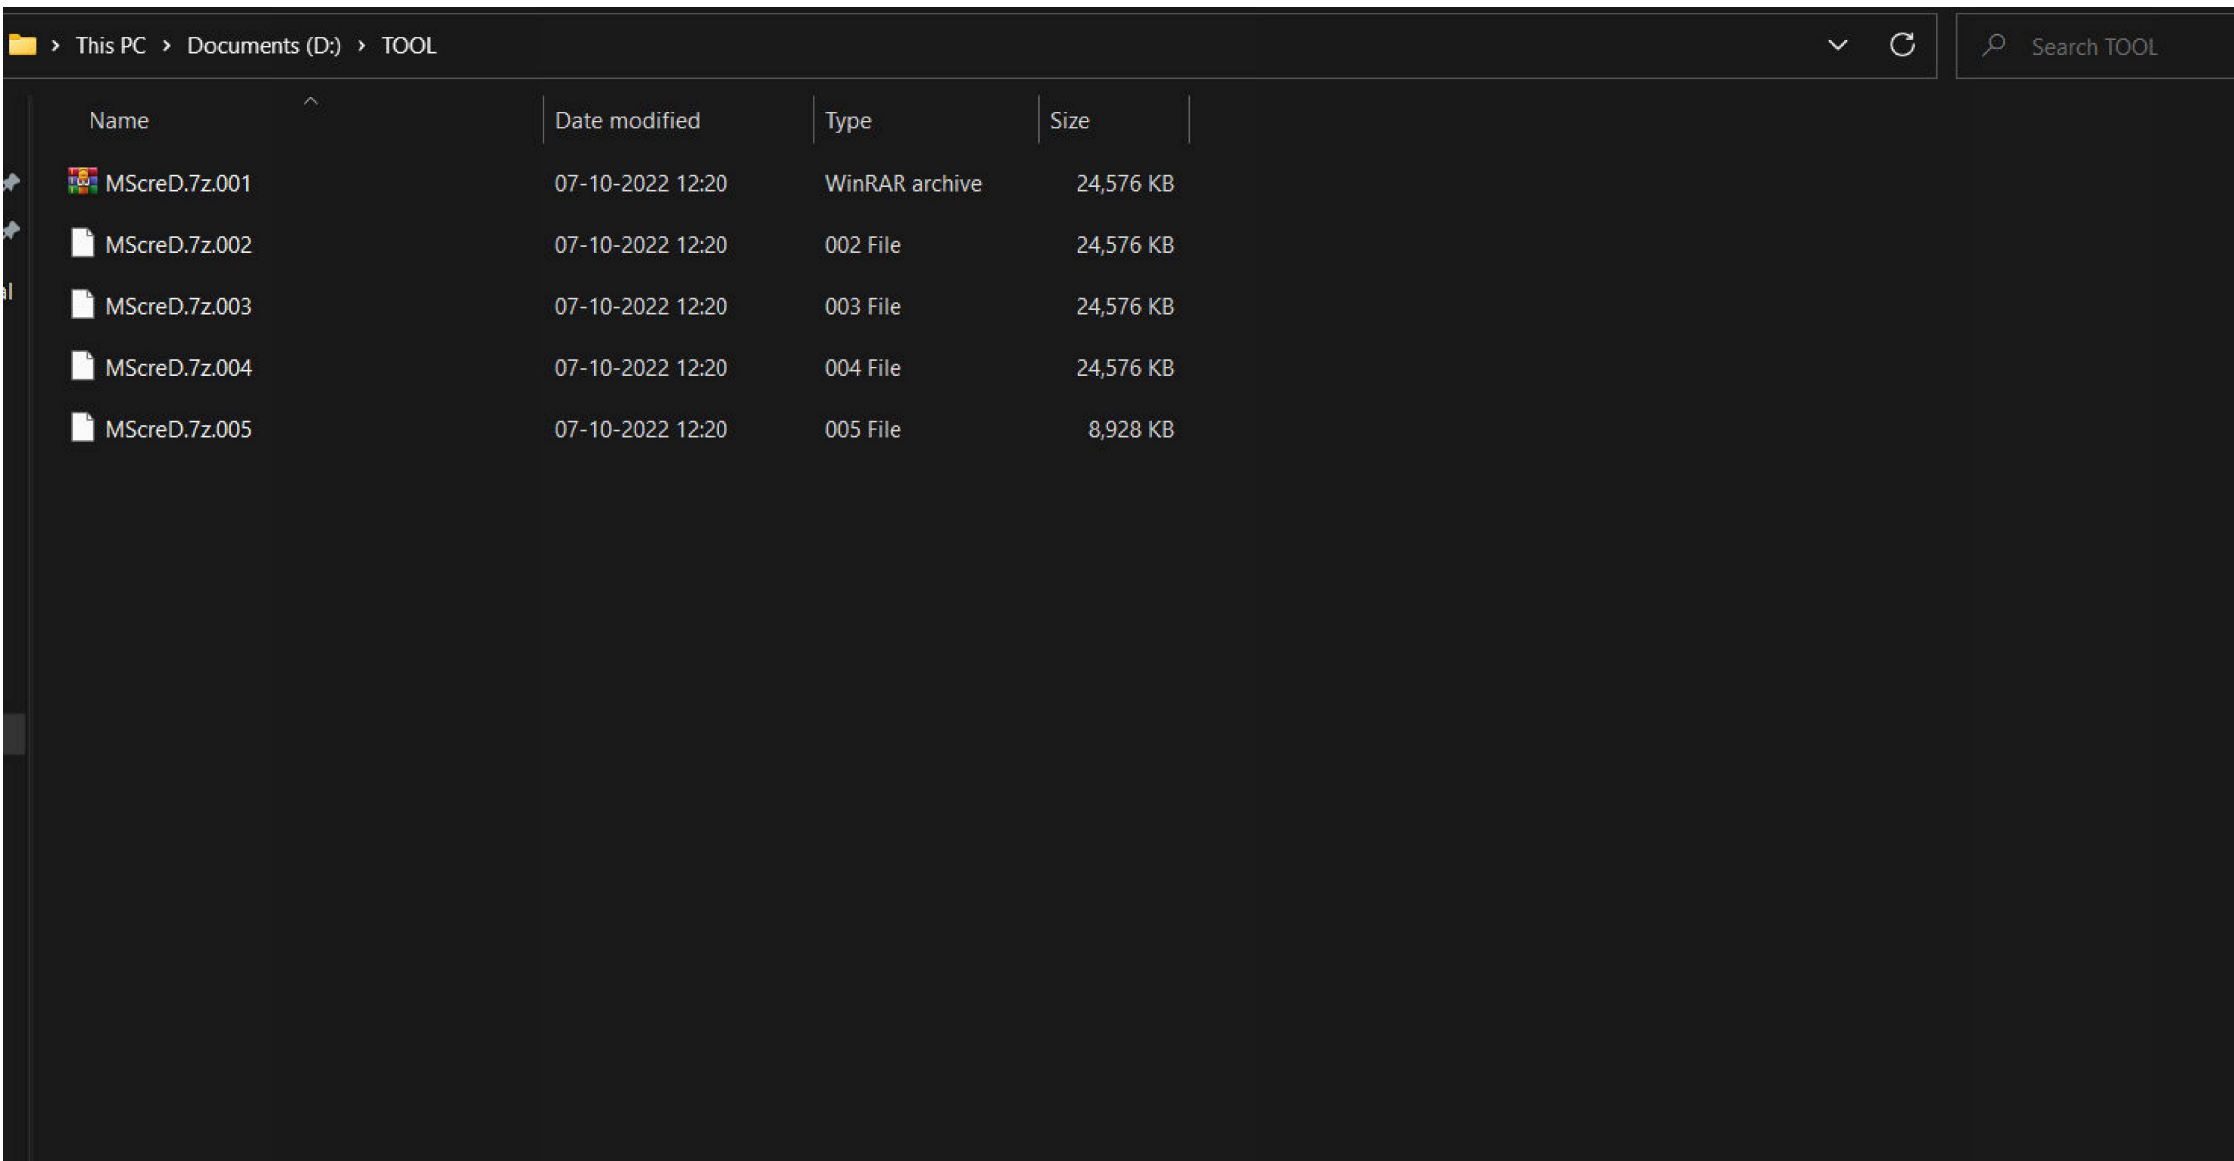 This PC > Documents (D:) > TOOL
Search TOOL
Name Date modified Type Size
MScreD.7z.001 07-10-2022 12:20 WinRAR archive 24,576 KB
MScreD.7z.002 07-10-2022 12:20 002 File 24,576 KB
al
MScreD.7z.003 07-10-2022 12:20 003 File 24,576 KB
MScreD.7z.004 07-10-2022 12:20 004 File 24,576 KB
MScreD.7z.005 07-10-2022 12:20 005 File 8,928 KB